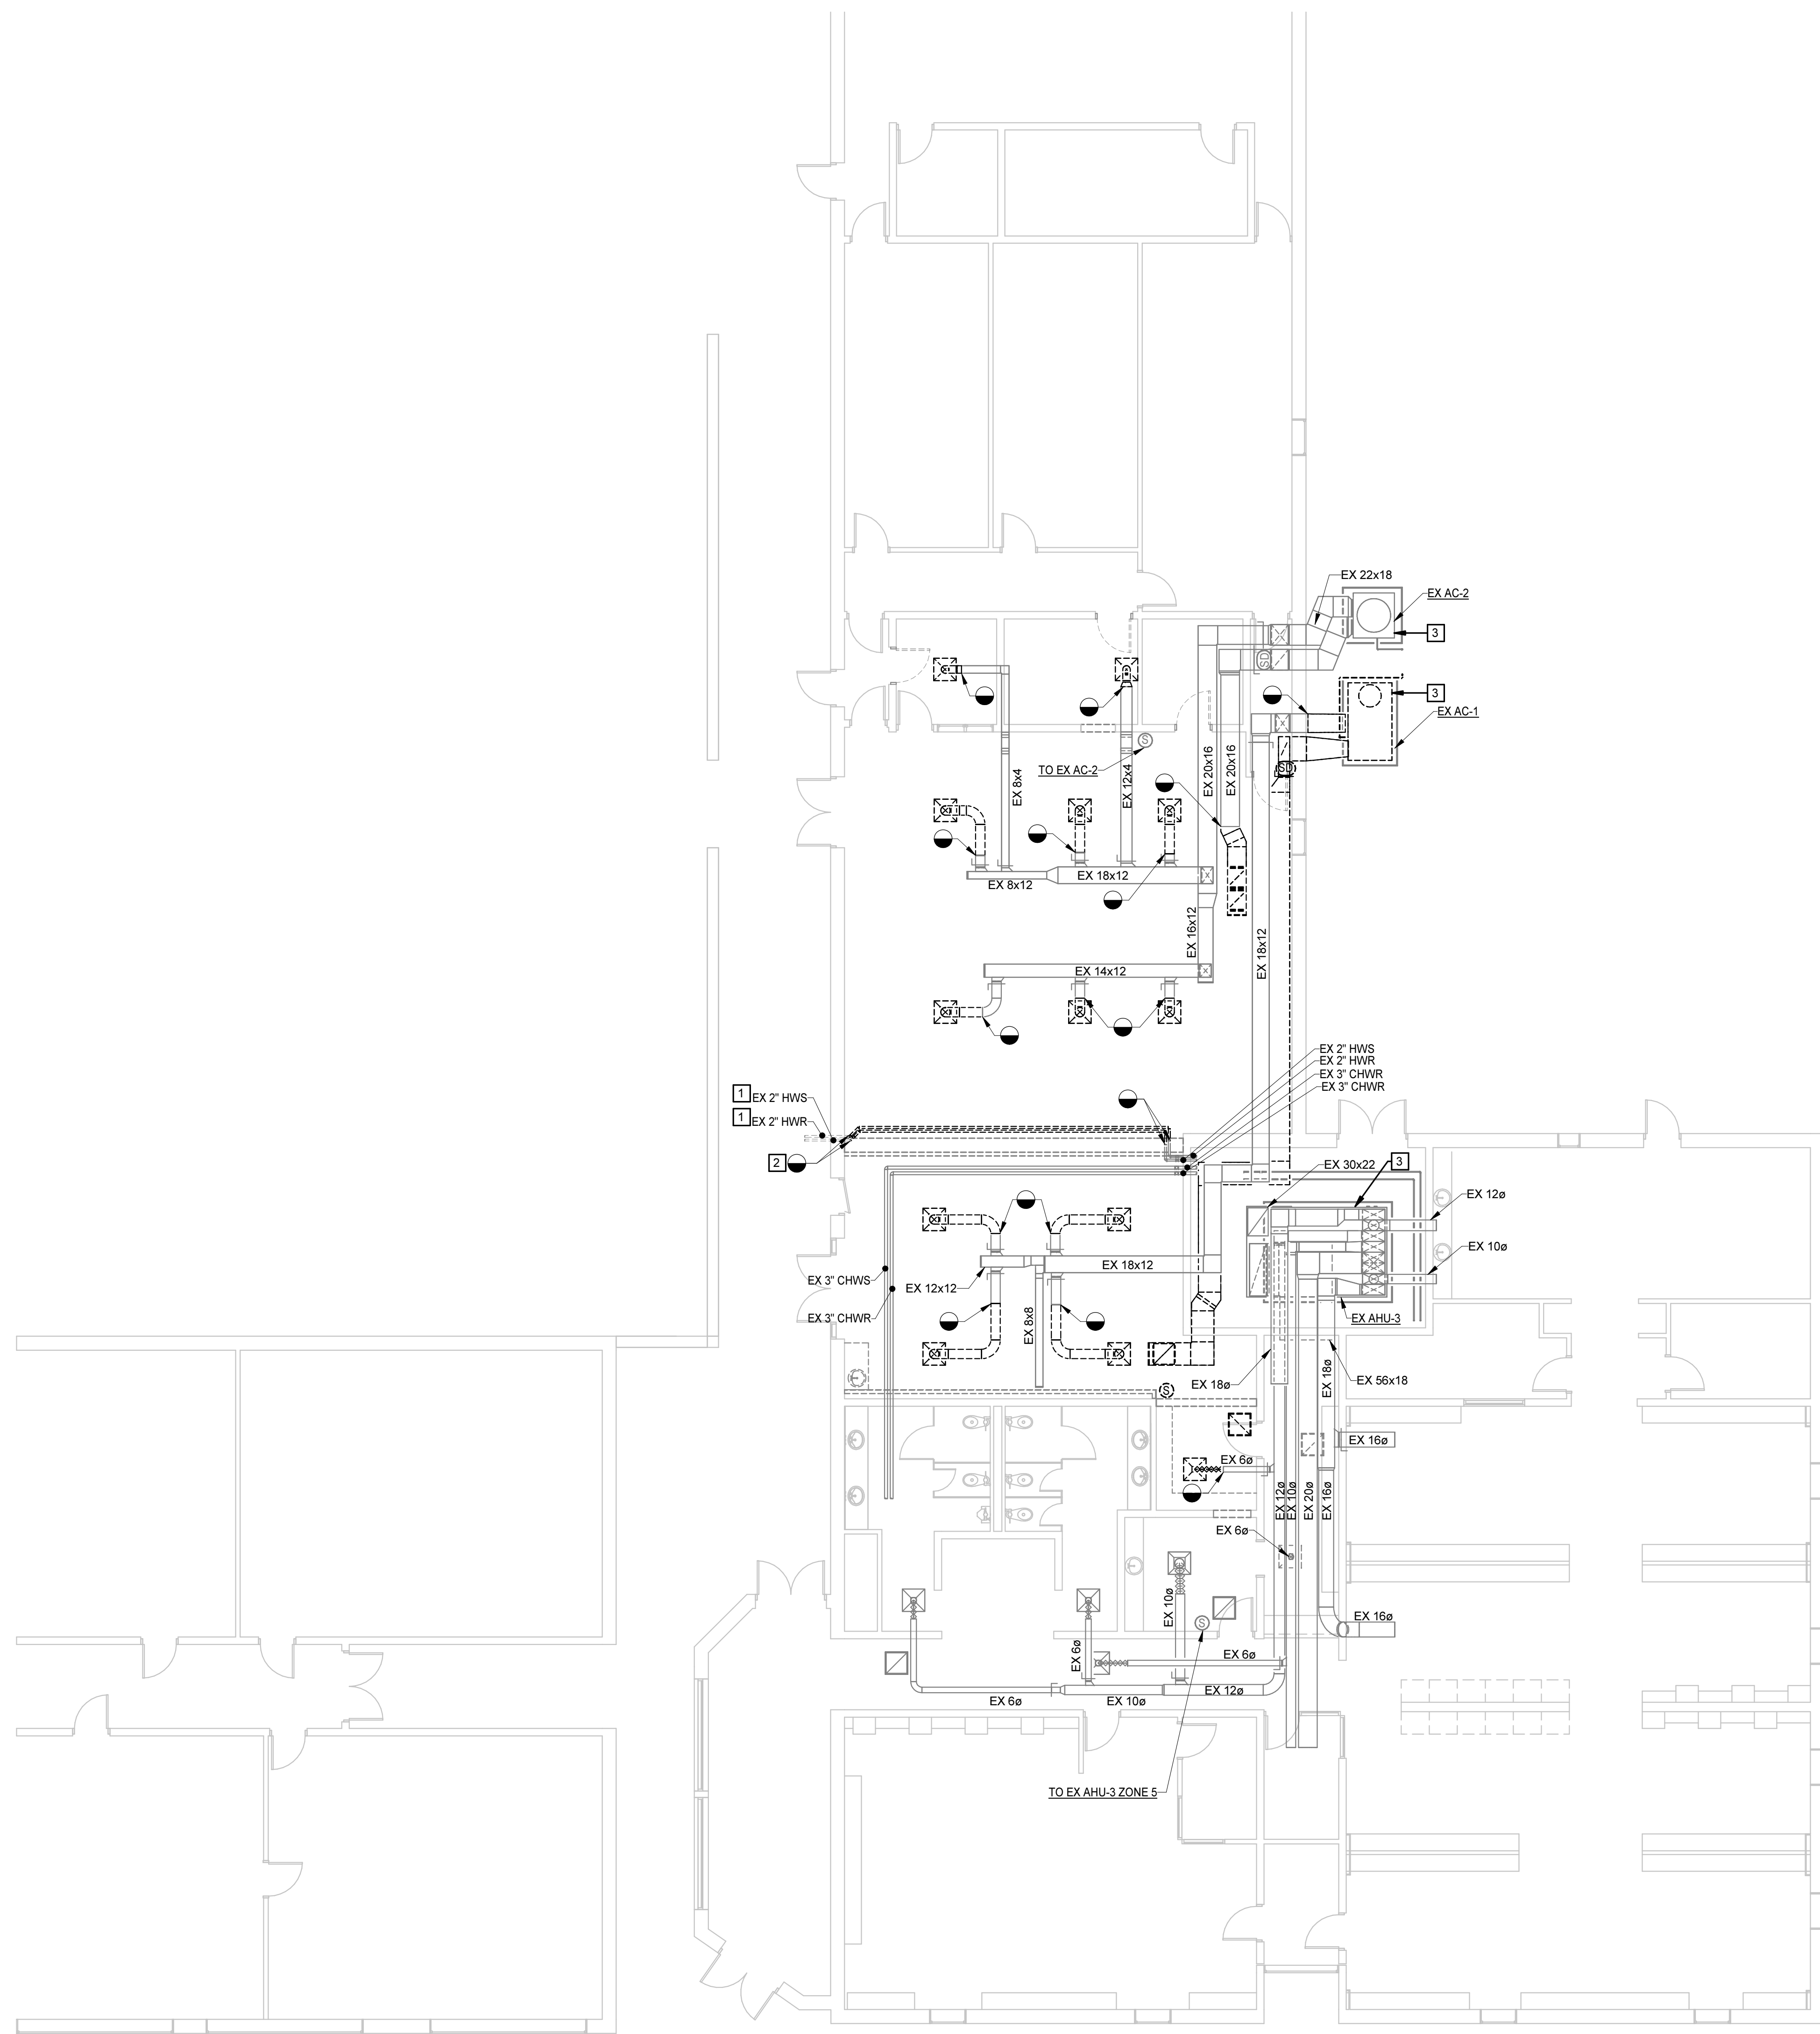 EX 22x18
EX AC-2
3
SD
3
EX AC-1
S
TO EX AC-2
EX 8x4
EX 12x4
EX 20x16
EX 20x16
SD
EX 8x12
EX 18x12
EX 16x12
EX 18x12
EX 14x12
EX 2" HWS
EX 2" HWR
EX 3" CHWR
EX 3" CHWR
1
EX 2" HWS
1
EX 2" HWR
2
EX 30x22
3
EX 12ø
EX 10ø
EX 3" CHWS
EX 12x12
EX 18x12
EX 3" CHWR
EX 8x8
EX AHU-3
EX 18ø
EX 18ø
EX 56x18
S
EX 16ø
EX 6ø
EX 12ø
EX 10ø
EX 20ø
EX 16ø
EX 6ø
EX 10ø
EX 16ø
S
EX 6ø
EX 6ø
EX 6ø
EX 10ø
EX 12ø
TO EX AHU-3 ZONE 5